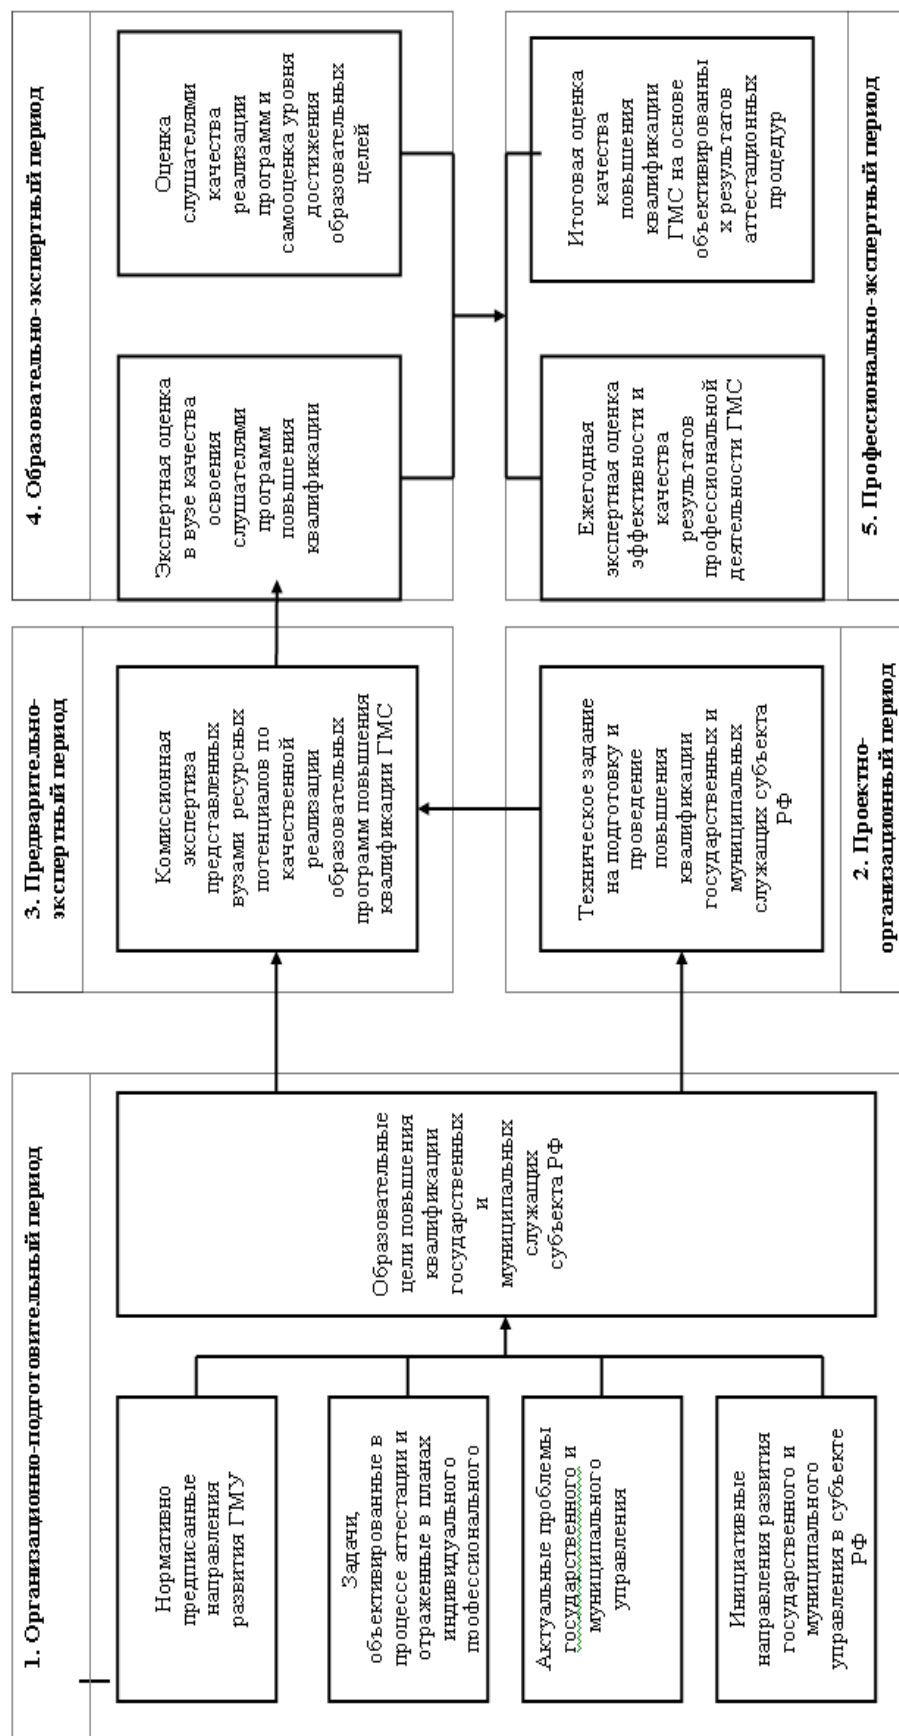 1. Организационно-подготовительный период
Нормативно
предписанные
направления
развития ГМУ
Задачи,
объективированные в
процессе аттестации и
отраженные в планах
индивидуального
профессионального
Актуальные проблемы
государственного и
муниципального
управления
Инициативные
направления развития
государственного и
муниципального
управления в субъекте
РФ
Образовательные
цели повышения
квалификации
государственных
и
муниципальных
служащих
субъекта РФ
3. Предварительно-
экспертный период
Комиссионная
экспертиза
представленных
вузами ресурсных
потенциалов по
качественной
реализации
образовательных
программ повышения
квалификации ГМС
Техническое задание
на подготовку и
проведение
повышения
квалификации
государственных и
муниципальных
служащих субъекта
РФ
2. Проектно-
организационный период
4. Образовательно-экспертный период
Экспертная оценка
в вузе качества
освоения
слушателями
программ
повышения
квалификации
Оценка
слушателями
качества
реализации
программ и
самооценка уровня
достижения
образовательных
целей
Ежегодная
экспертная оценка
эффективности и
качества
результатов
профессиональной
деятельности ГМС
Итоговая оценка
качества
повышения
квалификации
ГМС на основе
объективированны
х результатов
аттестационных
процедур
5. Профессионально-экспертный период